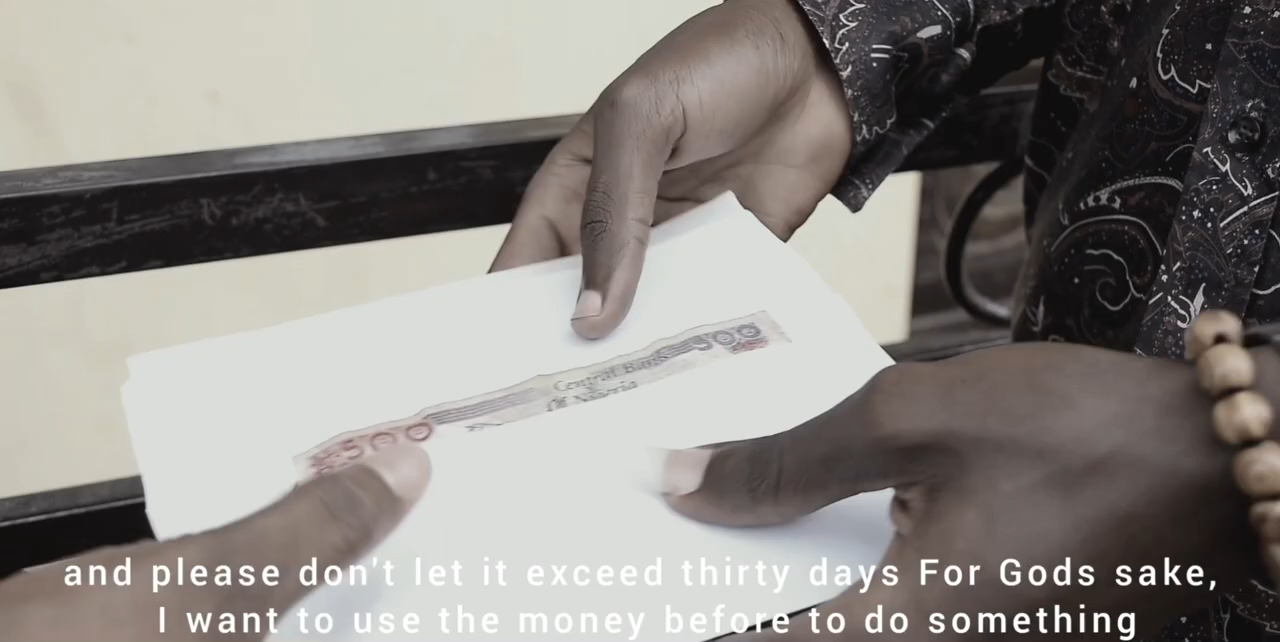 500
Central Bank
Of Nigeria
₦500
and please don't let it exceed thirty days For Gods sake,
I want to use the money before to do something